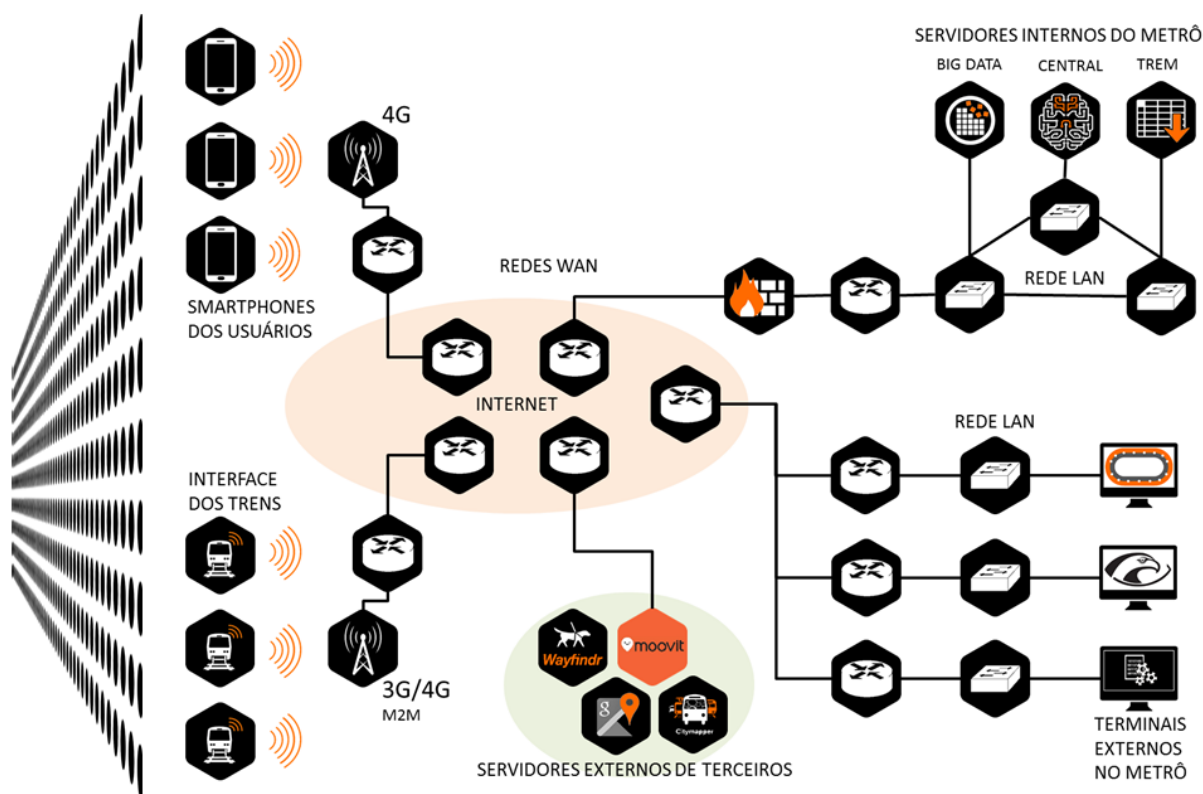 SERVIDORES INTERNOS DO METRÔ
BIG DATA
CENTRAL
TREM
4G
REDES WAN
REDE LAN
SMARTPHONES
DOS USUÁRIOS
INTERNET
REDE LAN
INTERFACE
DOS TRENS
Wayfindr
moovit
3G/4G
M2M
g
Citymapper
TERMINAIS
EXTERNOS
NO METRÔ
SERVIDORES EXTERNOS DE TERCEIROS